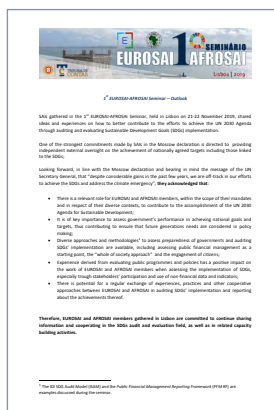 SEMINÁRIO
EUROSAI
AFROSAI
TRIBUNAL DE CONTAS
EUROSAI AFROSAI
Lisboa | 2019
1st EUROSAI-AFROSAI Seminar – Outlook
SAIs gathered in the 1st EUROSAI-AFROSAI Seminar, held in Lisbon on 21-22 November 2019, shared
ideas and experiences on how to better contribute to the efforts to achieve the UN 2030 Agenda
through auditing and evaluating Sustainable Development Goals (SDGs) implementation.
One of the strongest commitments made by SAIs in the Moscow declaration is directed to providing
independent external oversight on the achievement of nationally agreed targets including those linked
to the SDGs;
Looking forward, in line with the Moscow declaration and bearing in mind the message of the UN
Secretary General, that "despite considerable gains in the past four years, we are off-track in our efforts
to achieve the SDGs and address the climate emergency", they acknowledged that:
• There is a relevant role for EUROSAI and AFROSAI members, within the scope of their mandates
and in respect of their diverse contexts, to contribute to the accomplishment of the UN 2030
Agenda for Sustainable Development;
• It is of key importance to assess government's performance in achieving national goals and
targets, thus contributing to ensure that future generations needs are considered in policy
making;
• Diverse approaches and methodologies1 to assess preparedness of governments and auditing
SDGs' implementation are available, including assessing public financial management as a
starting point, the "whole of society approach" and the engagement of citizens;
• Experience derived from evaluating public programmes and policies has a positive impact on
the work of EUROSAI and AFROSAI members when assessing the implementation of SDGs,
especially trough stakeholders' participation and use of non-financial data and indicators;
• There is potential for a regular exchange of experiences, practices and other cooperative
approaches between EUROSAI and AFROSAI in auditing SDGs' implementation and reporting
about the achievements thereof.
Therefore, EUROSAI and AFROSAI members gathered in Lisbon are committed to continue sharing
information and cooperating in the SDGs audit and evaluation field, as well as in related capacity
building activities.
1 The IDI SDG Audit Model (ISAM) and the Public Financial Management Reporting Framework (PFM RF) are
examples discussed during the seminar.